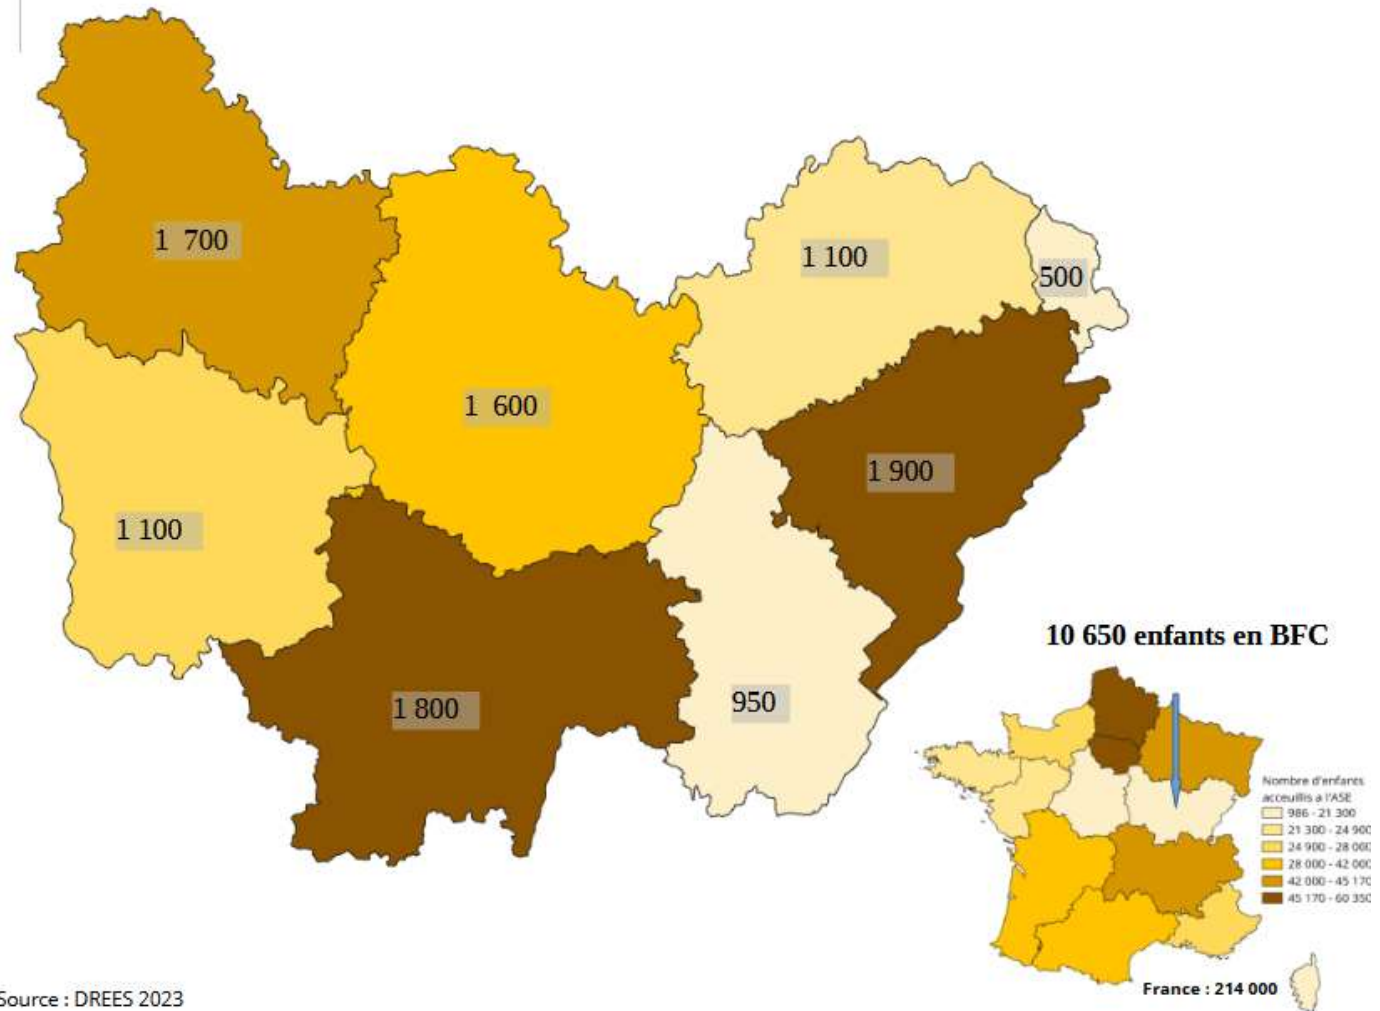 1 700
1 100
500
1 600
1 900
1 100
950
1 800
10 650 enfants en BFC
Nombre d'enfants
acceuillis a l'ASE
986 - 21 300
21 300 - 24 900
24 900 - 28 000
28 000 - 42 000
42 000 - 45 170
45 170 - 60 350
France : 214 000
Source : DREES 2023